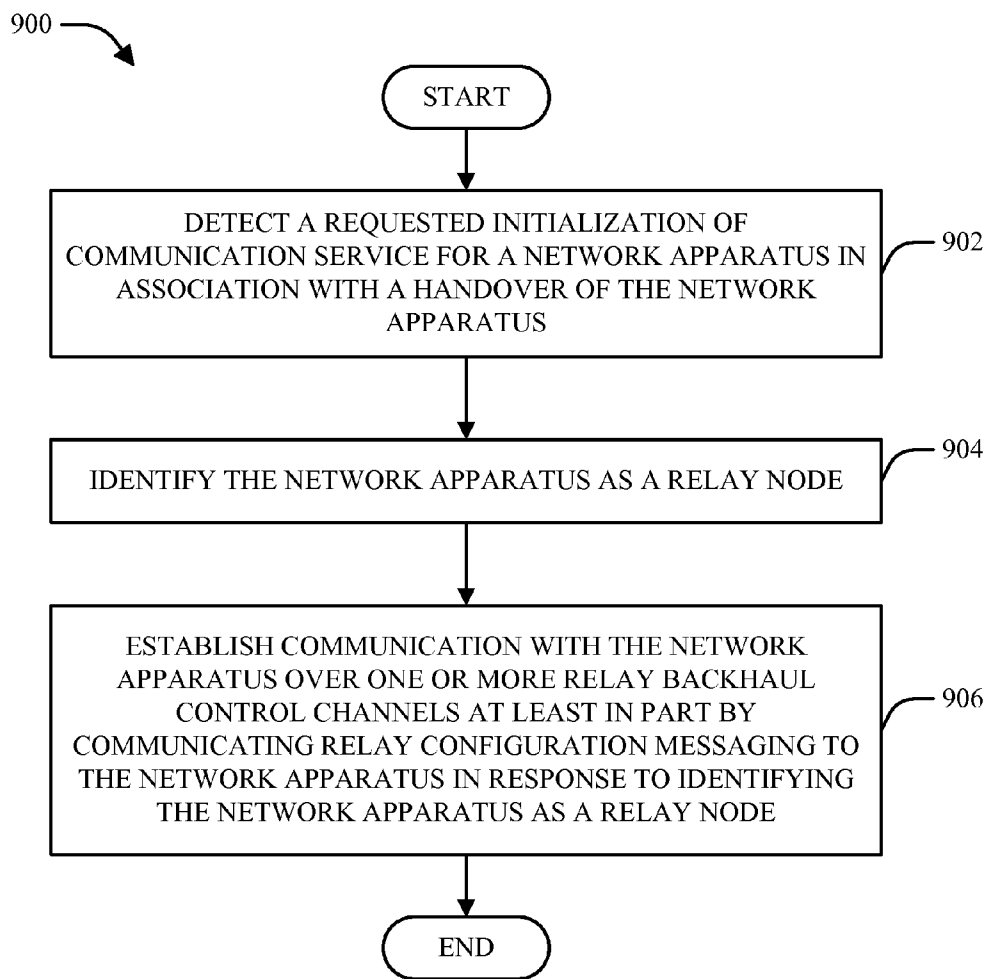 900
START
DETECT A REQUESTED INITIALIZATION OF
COMMUNICATION SERVICE FOR A NETWORK APPARATUS IN
ASSOCIATION WITH A HANDOVER OF THE NETWORK
APPARATUS
902
IDENTIFY THE NETWORK APPARATUS AS A RELAY NODE
904
ESTABLISH COMMUNICATION WITH THE NETWORK
APPARATUS OVER ONE OR MORE RELAY BACKHAUL
CONTROL CHANNELS AT LEAST IN PART BY
COMMUNICATING RELAY CONFIGURATION MESSAGING TO
THE NETWORK APPARATUS IN RESPONSE TO IDENTIFYING
THE NETWORK APPARATUS AS A RELAY NODE
906
END